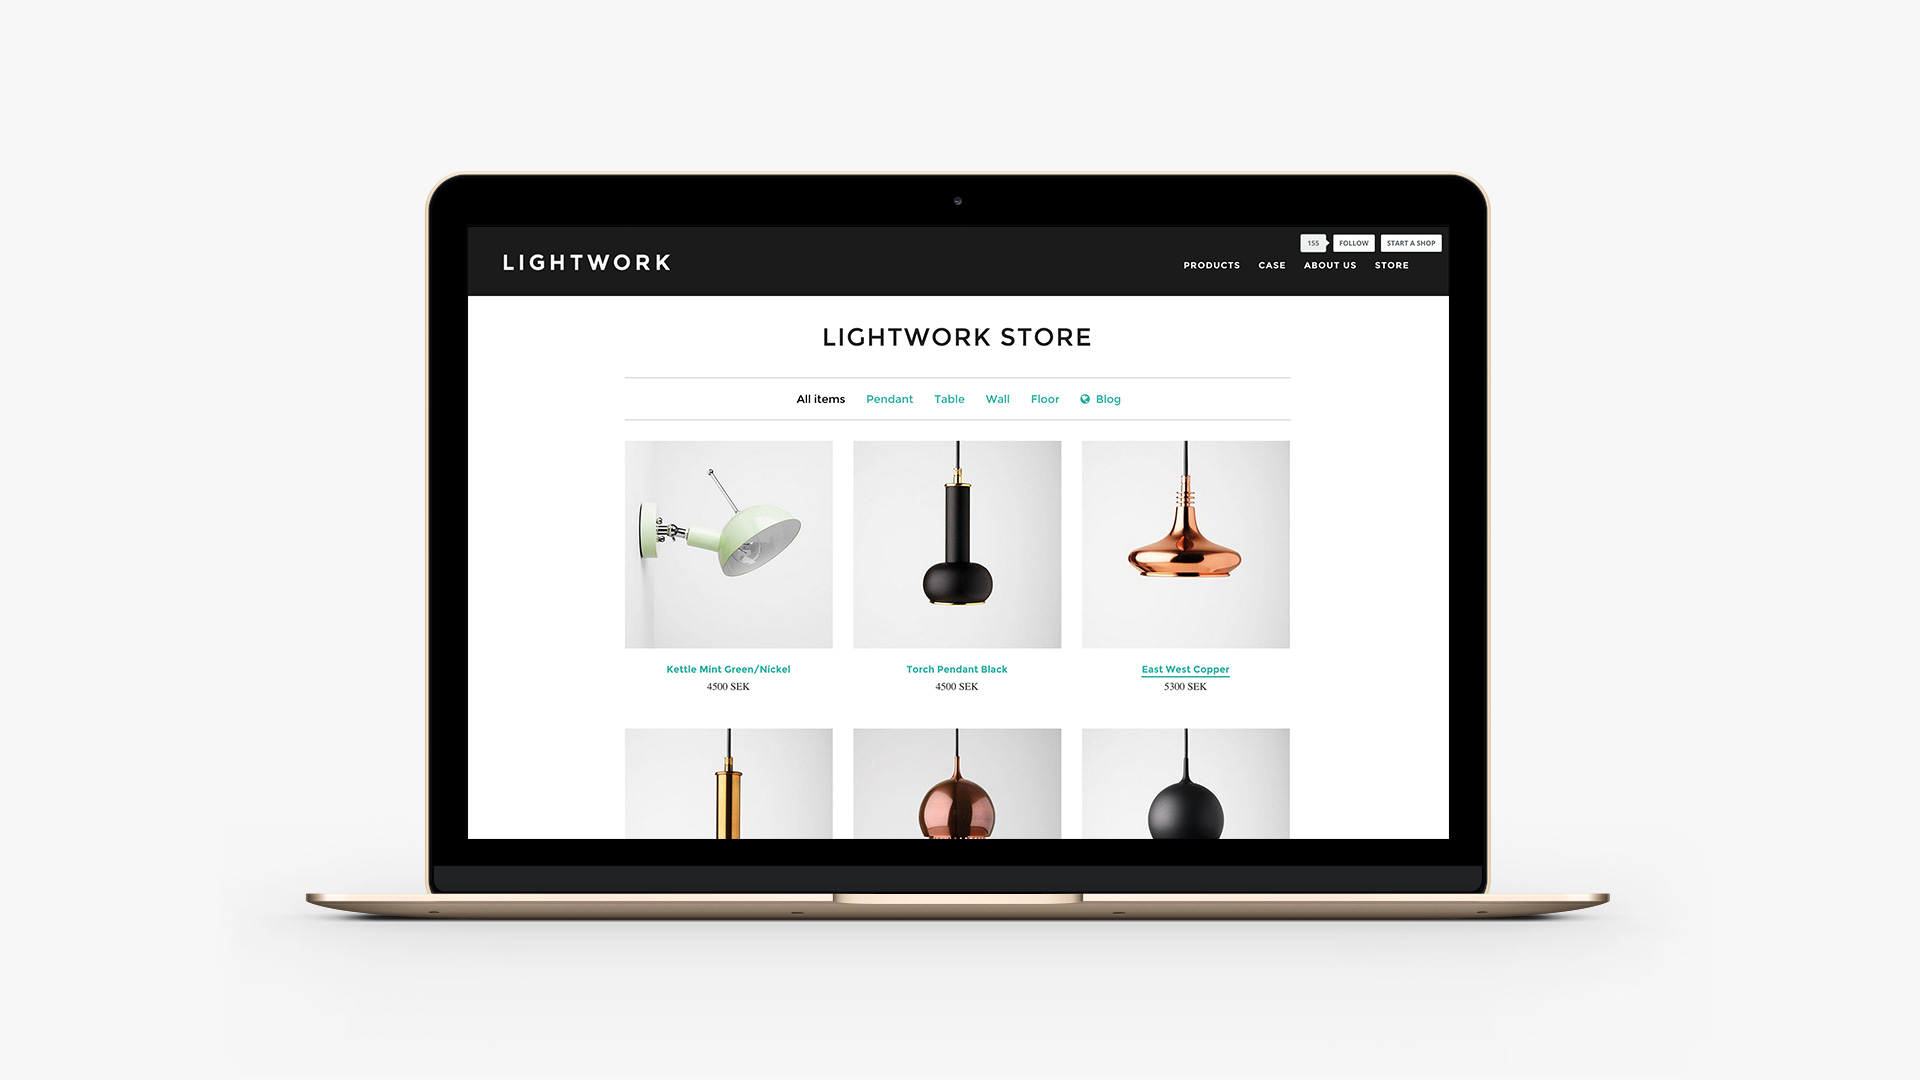 155 FOLLOW START A SHOP
LIGHTWORK
PRODUCTS CASE ABOUT US STORE
LIGHTWORK STORE
All items Pendant Table Wall Floor Blog
Kettle Mint Green/Nickel
4500 SEK
Torch Pendant Black
4500 SEK
East West Copper
5300 SEK